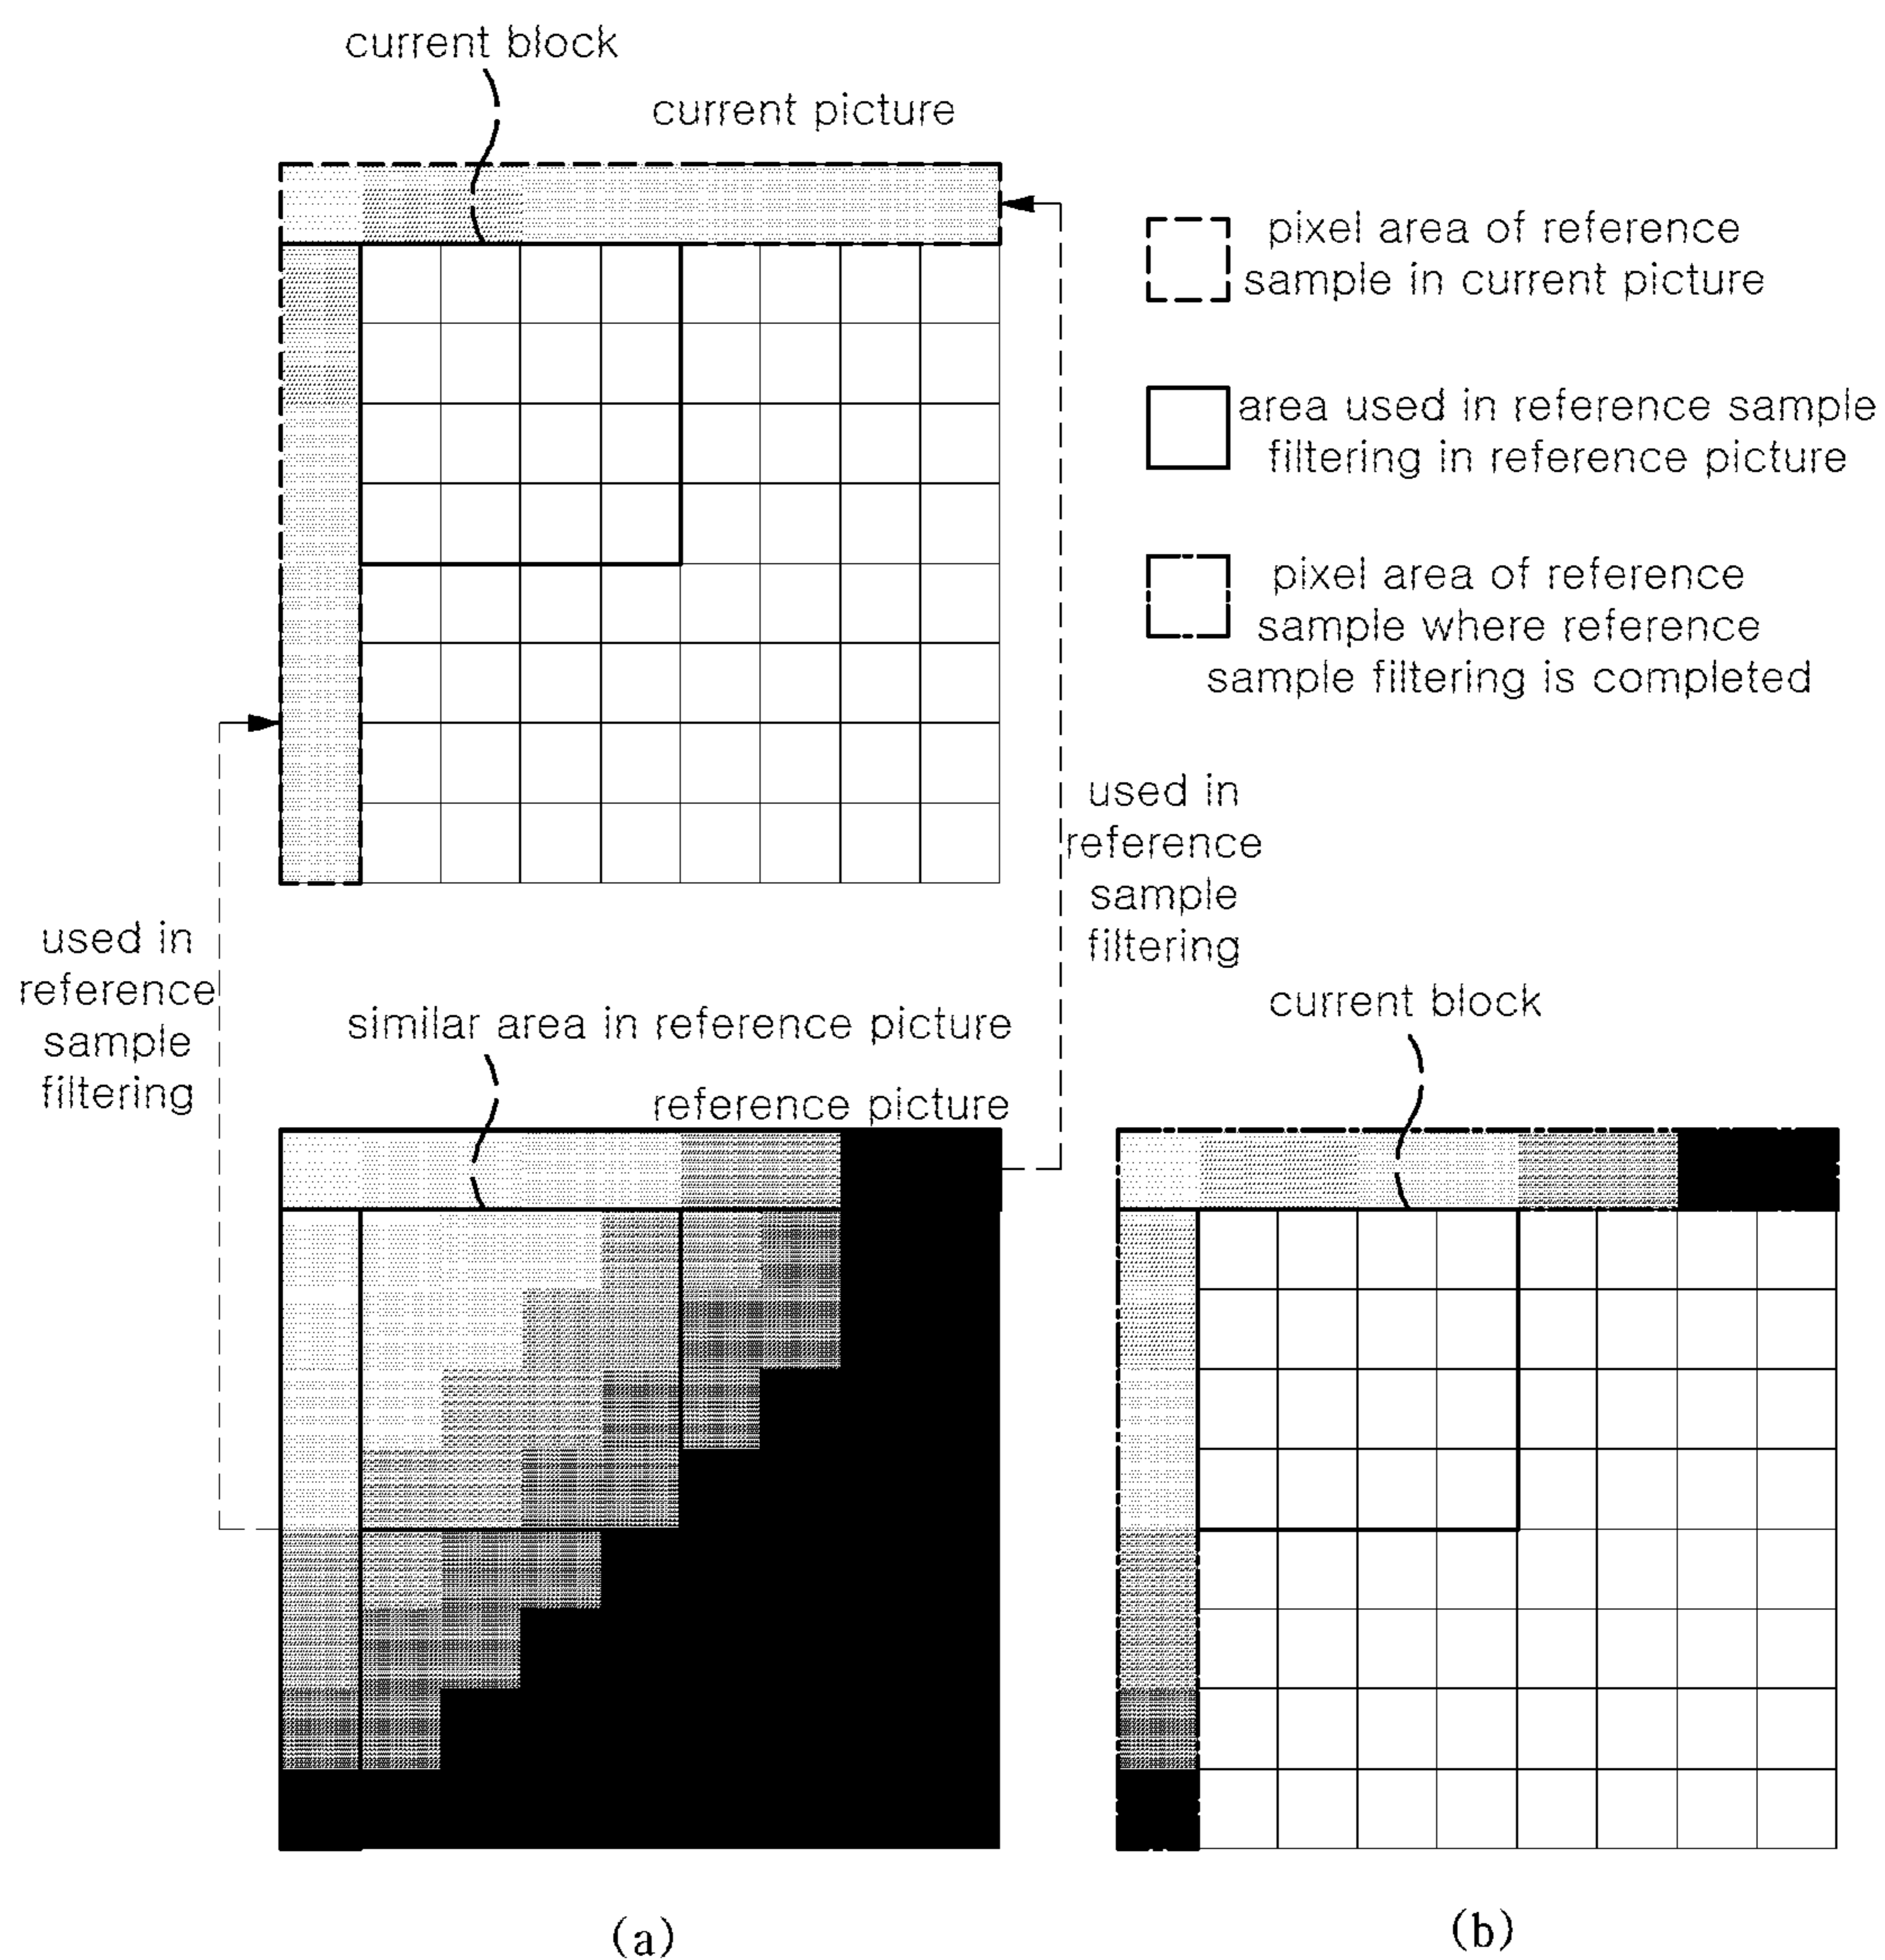 current block
current picture
pixel area of reference
sample in current picture
area used in reference sample
filtering in reference picture
pixel area of reference
sample where reference
sample filtering is completed
used in
reference
sample
filtering
used in
reference
sample
filtering
similar area in reference picture
reference picture
current block
(a)
(b)